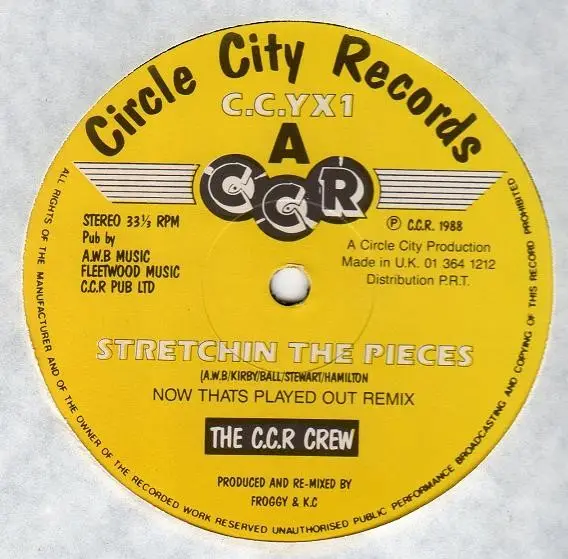 Circle City Records
C.C.YX1
A
CCR
STEREO 33⅓ RPM
Pub by
A.W.B MUSIC
FLEETWOOD MUSIC
C.C.R PUB LTD
Ⓟ C.C.R. 1988
A Circle City Production
Made in U.K. 01 364 1212
Distribution P.R.T.
STRETCHIN THE PIECES
(A.W.B/KIRBY/BALL/STEWART/HAMILTON
NOW THATS PLAYED OUT REMIX
THE C.C.R CREW
PRODUCED AND RE-MIXED BY
FROGGY & K.C
ALL RIGHTS OF THE MANUFACTURER AND OF THE OWNER OF THE RECORDED WORK RESERVED UNAUTHORISED PUBLIC PERFORMANCE BROADCASTING AND COPYING OF THIS RECORD PROHIBITED